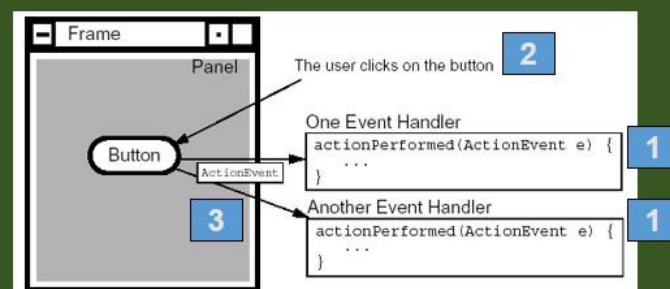 Frame
Panel
The user clicks on the button
2
Button
ActionEvent
3
One Event Handler
actionPerformed(ActionEvent e) {
...
}
1
Another Event Handler
actionPerformed(ActionEvent e) {
...
}
1